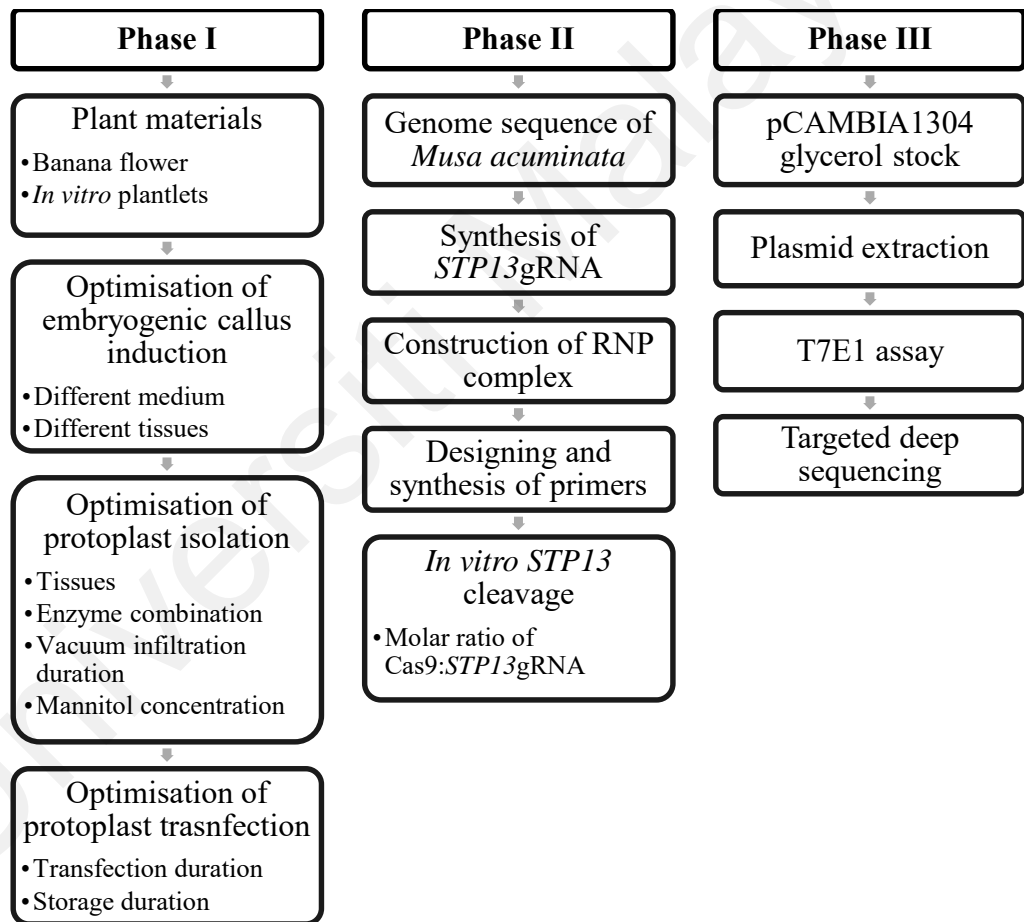 Phase I
Plant materials
•Banana flower
•In vitro plantlets
Optimisation of
embryogenic callus
induction
•Different medium
•Different tissues
Optimisation of
protoplast isolation
•Tissues
•Enzyme combination
•Vacuum infiltration
duration
•Mannitol concentration
Optimisation of
protoplast trasnfection
•Transfection duration
•Storage duration
Phase II
Genome sequence of
Musa acuminata
Synthesis of
STP13gRNA
Construction of RNP
complex
Designing and
synthesis of primers
In vitro STP13
cleavage
•Molar ratio of
Cas9:STP13gRNA
Phase III
pCAMBIA1304
glycerol stock
Plasmid extraction
T7E1 assay
Targeted deep
sequencing
Universiti Malay